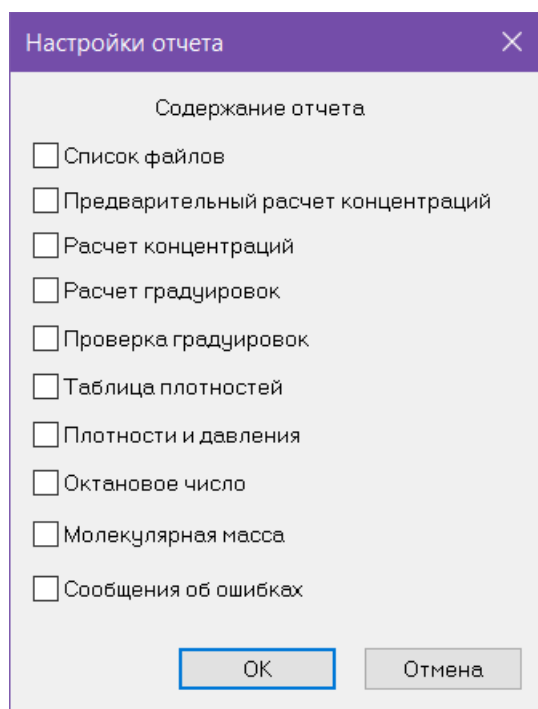 Настройки отчета
Содержание отчета
Список файлов
Предварительный расчет концентраций
Расчет концентраций
Расчет градуировок
Проверка градуировок
Таблица плотностей
Плотности и давления
Октановое число
Молекулярная масса
Сообщения об ошибках
ОК
Отмена